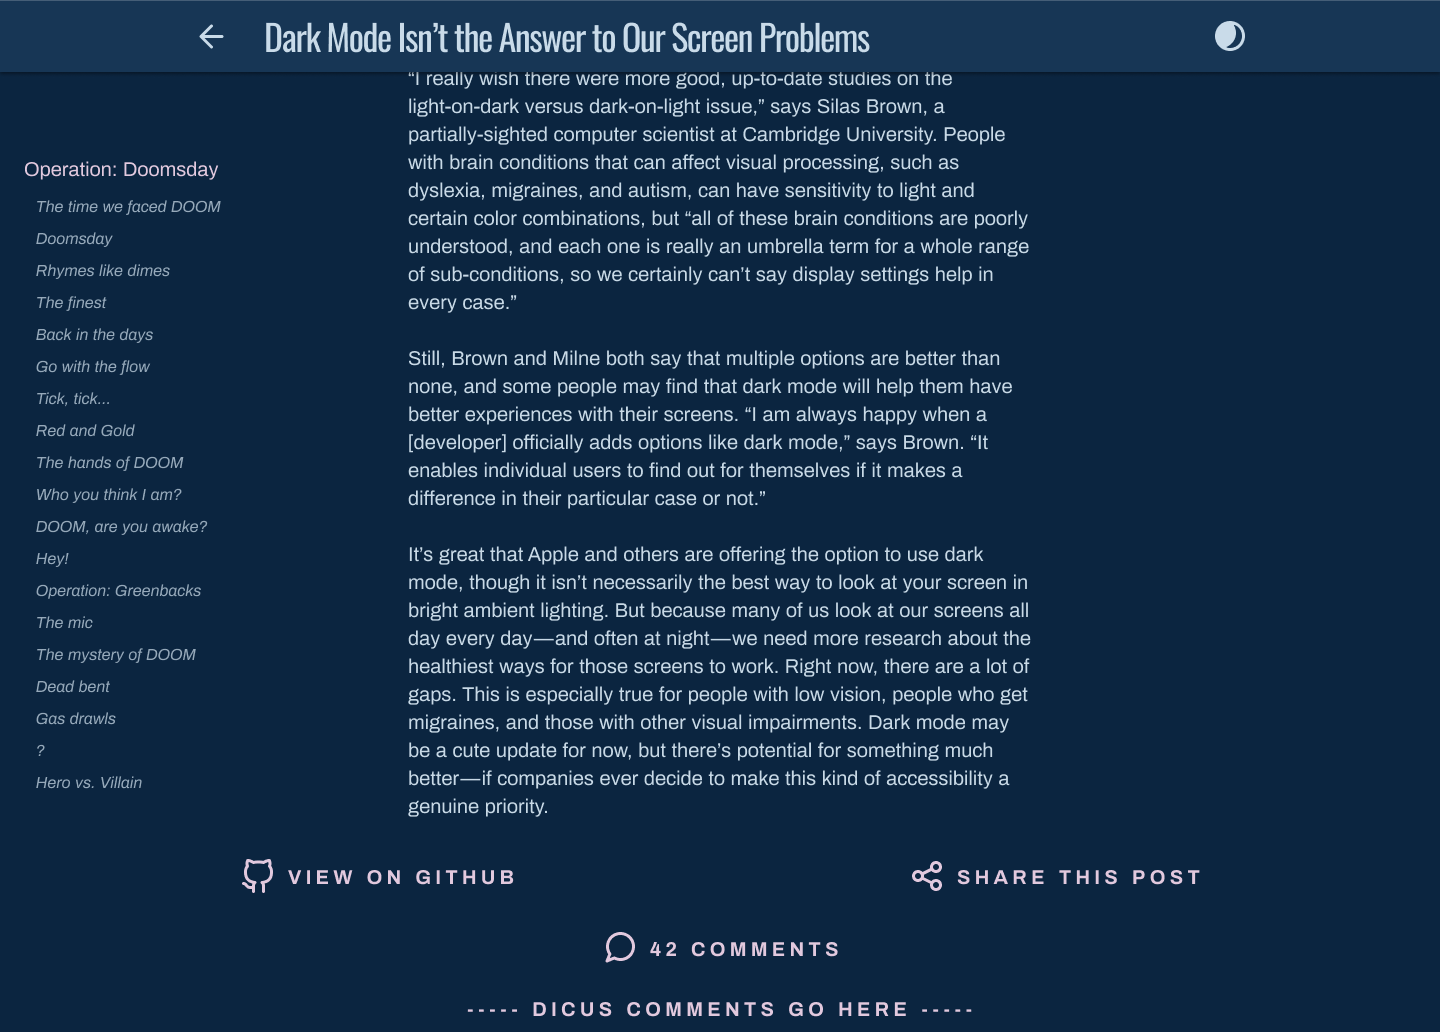 Dark Mode Isn’t the Answer to Our Screen Problems
Operation: Doomsday
The time we faced DOOM
Doomsday
Rhymes like dimes
The finest
Back in the days
Go with the flow
Tick, tick...
Red and Gold
The hands of DOOM
Who you think I am?
DOOM, are you awake?
Hey!
Operation: Greenbacks
The mic
The mystery of DOOM
Dead bent
Gas drawls
?
Hero vs. Villain
“I really wish there were more good, up-to-date studies on the
light-on-dark versus dark-on-light issue,” says Silas Brown, a
partially-sighted computer scientist at Cambridge University. People
with brain conditions that can affect visual processing, such as
dyslexia, migraines, and autism, can have sensitivity to light and
certain color combinations, but “all of these brain conditions are poorly
understood, and each one is really an umbrella term for a whole range
of sub-conditions, so we certainly can’t say display settings help in
every case.”
Still, Brown and Milne both say that multiple options are better than
none, and some people may find that dark mode will help them have
better experiences with their screens. “I am always happy when a
[developer] officially adds options like dark mode,” says Brown. “It
enables individual users to find out for themselves if it makes a
difference in their particular case or not.”
It’s great that Apple and others are offering the option to use dark
mode, though it isn’t necessarily the best way to look at your screen in
bright ambient lighting. But because many of us look at our screens all
day every day—and often at night—we need more research about the
healthiest ways for those screens to work. Right now, there are a lot of
gaps. This is especially true for people with low vision, people who get
migraines, and those with other visual impairments. Dark mode may
be a cute update for now, but there’s potential for something much
better—if companies ever decide to make this kind of accessibility a
genuine priority.
VIEW ON GITHUB
SHARE THIS POST
42 COMMENTS
----- DICUS COMMENTS GO HERE -----